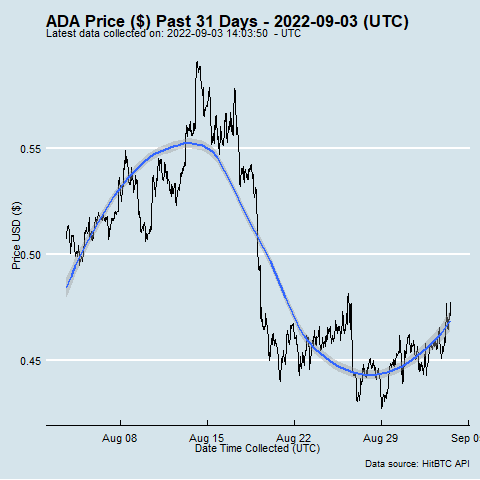 ADA Price ($) Past 31 Days - 2022-09-03 (UTC)
Latest data collected on: 2022-09-03 14:03:50 - UTC
0.55
0.50
0.45
Price USD ($)
Aug 08 Aug 15 Aug 22 Aug 29 Sep 0
Date Time Collected (UTC)
Data source: HitBTC API